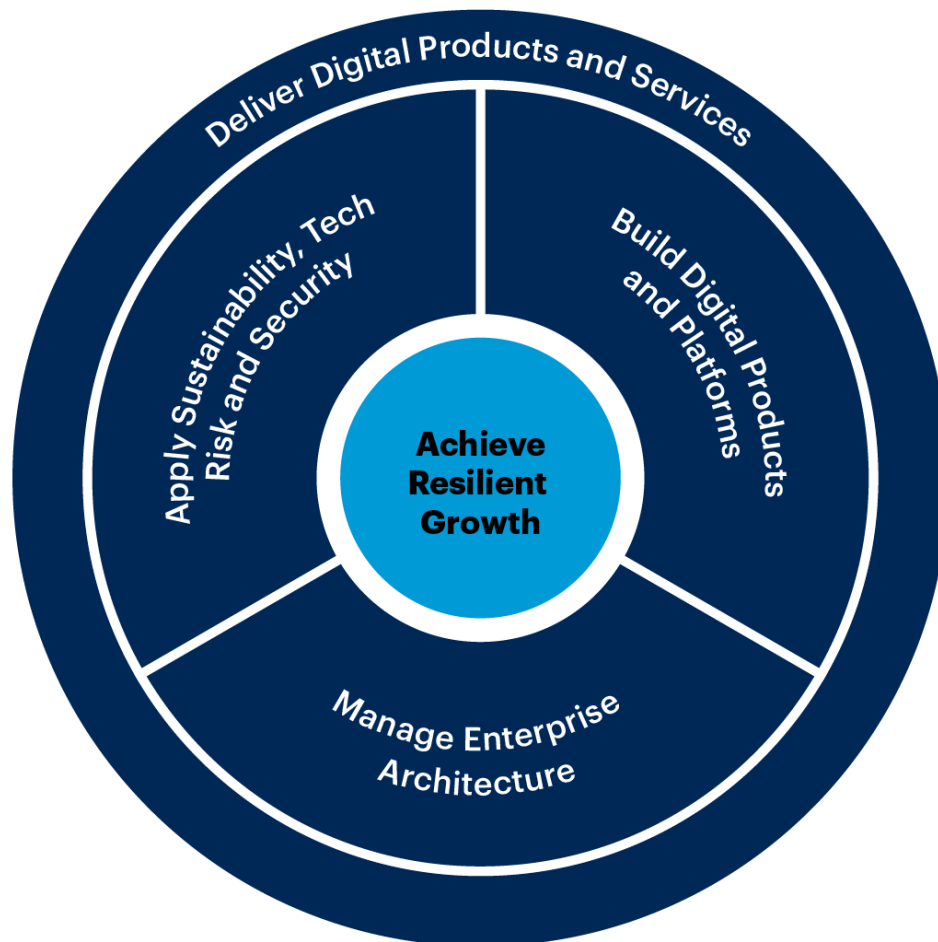 Deliver Digital Products and Services
Apply Sustainability, Tech
Risk and Security
Build Digital Products
and Platforms
Achieve
Resilient
Growth
Manage Enterprise
Architecture